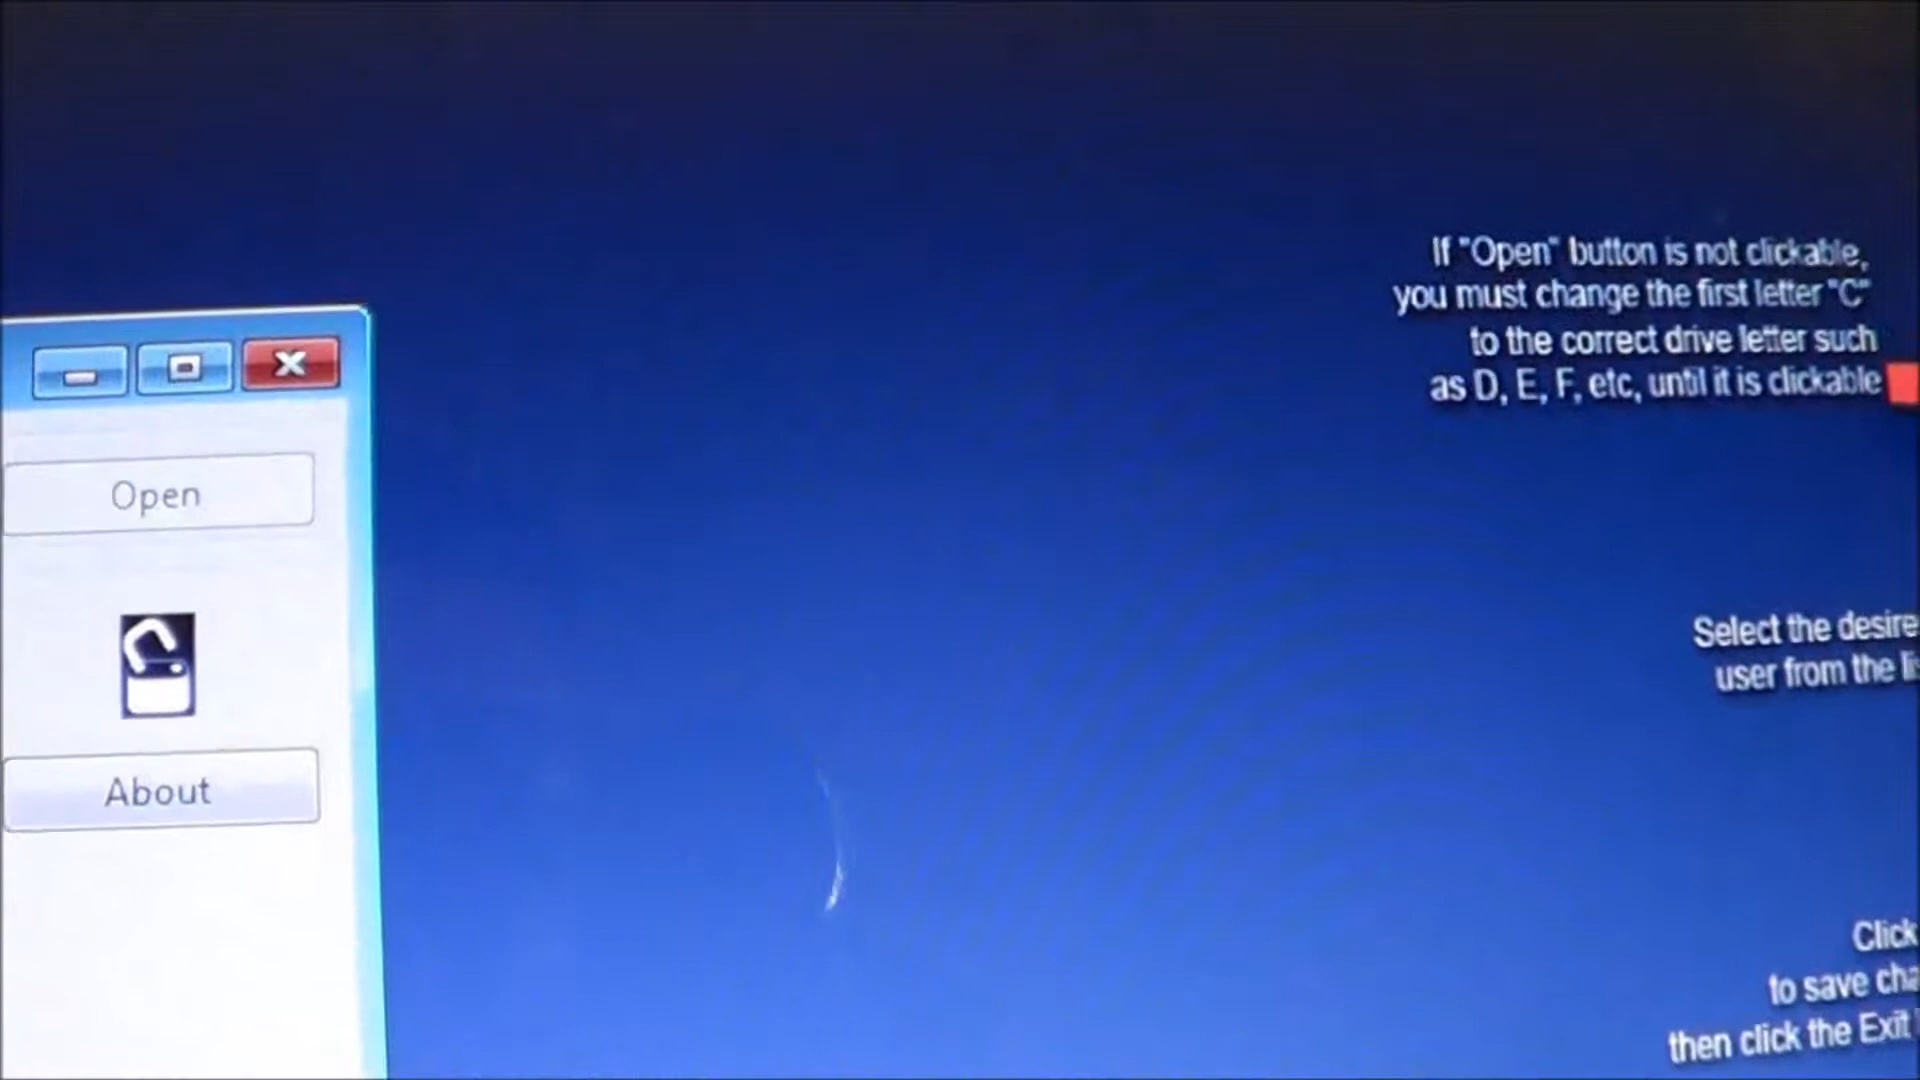 If "Open" button is not clickable,
you must change the first letter "C"
to the correct drive letter such
as D, E, F, etc, until it is clickable
Open
Select the
user from the
About
Click
to save
then click the Exit